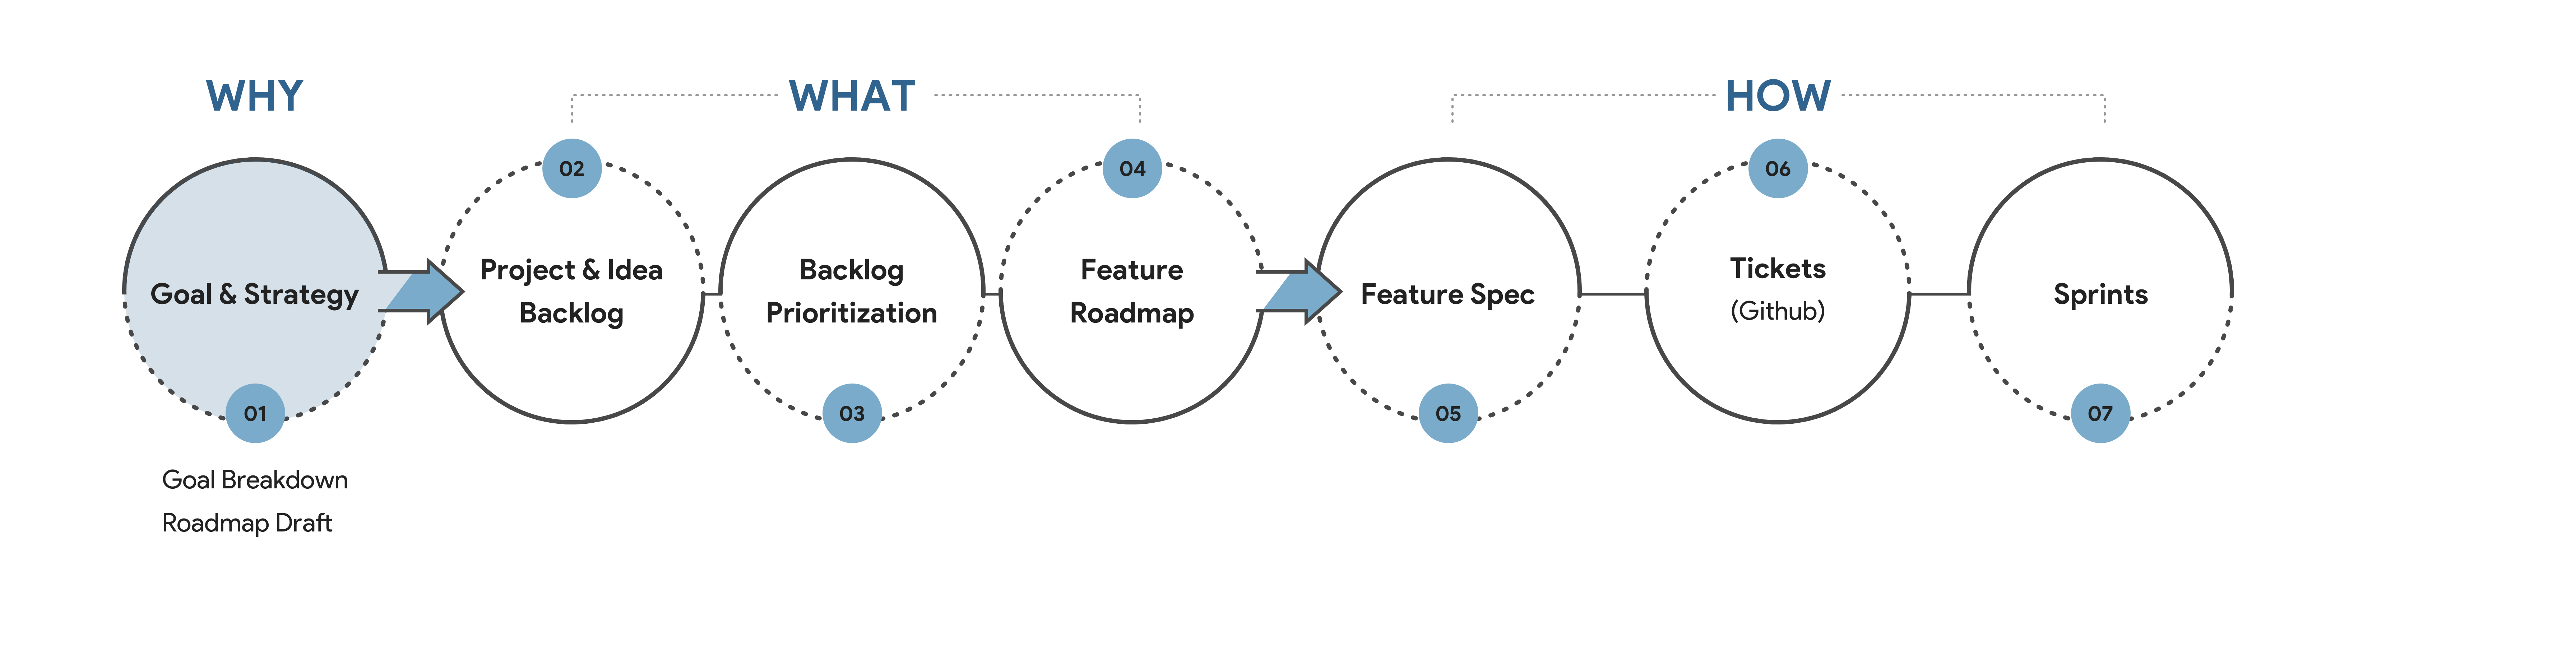 WHY
WHAT
HOW
02
04
06
Goal & Strategy
Project & Idea
Backlog
Backlog
Prioritization
Feature
Roadmap
Feature Spec
Tickets
(Github)
Sprints
01
03
05
07
Goal Breakdown
Roadmap Draft